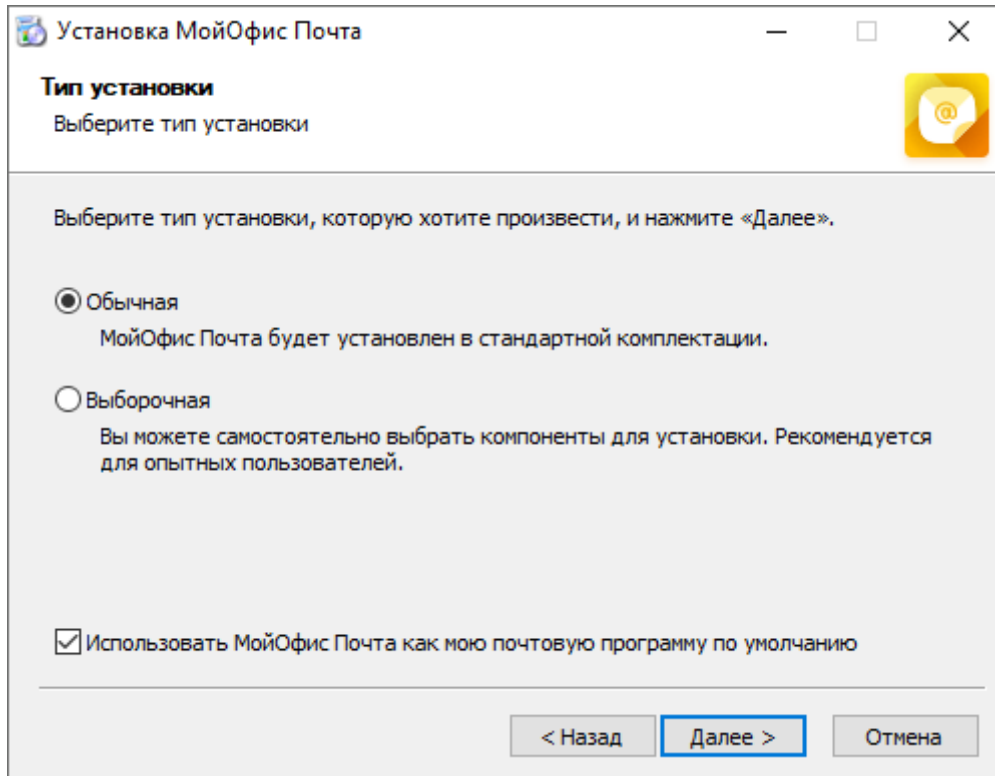 Установка МойОфис Почта
Тип установки
Выберите тип установки
@
Выберите тип установки, которую хотите произвести, и нажмите «Далее».
Обычная
МойОфис Почта будет установлен в стандартной комплектации.
Выборочная
Вы можете самостоятельно выбрать компоненты для установки. Рекомендуется
для опытных пользователей.
Использовать МойОфис Почта как мою почтовую программу по умолчанию
< Назад
Далее >
Отмена